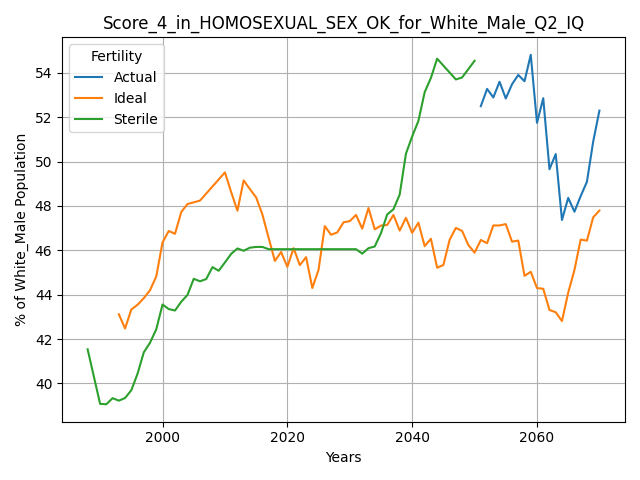 Score_4_in_HOMOSEXUAL_SEX_OK_for_White_Male_Q2_IQ
Fertility
Actual
Ideal
Sterile
% of White_Male Population
54
52
50
48
46
44
42
40
2000
2020
2040
2060
Years